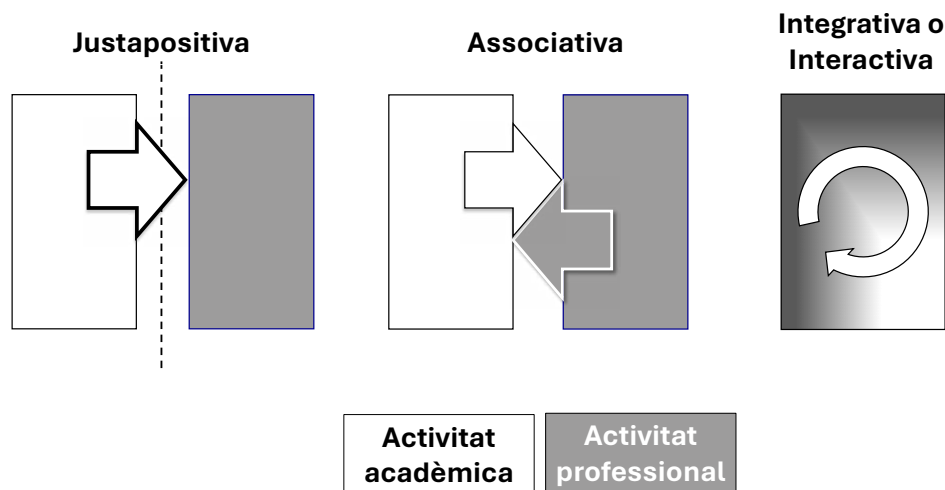 Justapositiva
Associativa
Integrativa o
Interactiva
Activitat
acadèmica
Activitat
professional